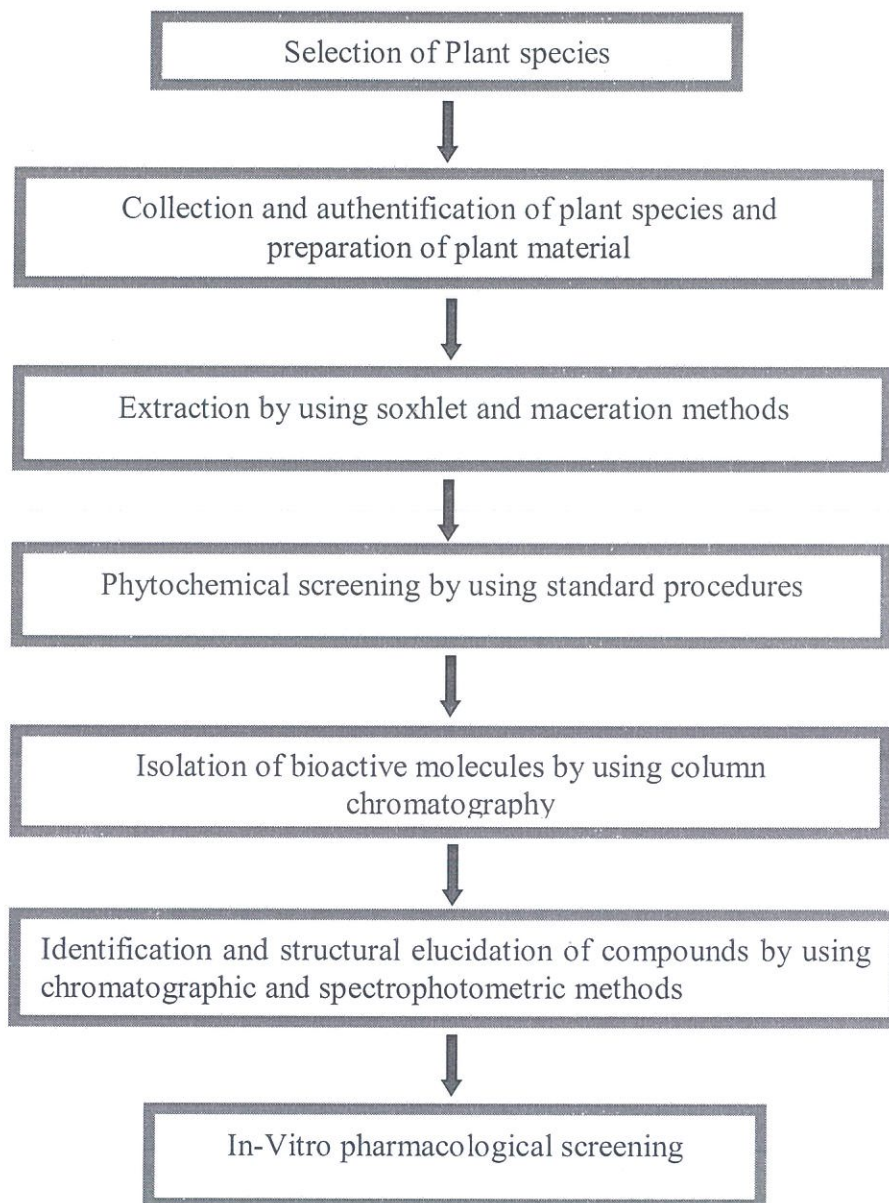 Selection of Plant species
Collection and authentification of plant species and
preparation of plant material
Extraction by using soxhlet and maceration methods
Phytochemical screening by using standard procedures
Isolation of bioactive molecules by using column
chromatography
Identification and structural elucidation of compounds by using
chromatographic and spectrophotometric methods
In-Vitro pharmacological screening